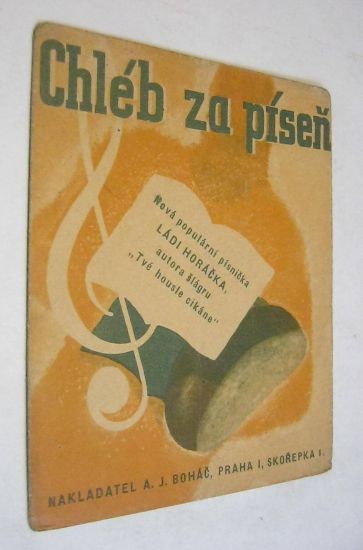 Chléb za píseň
Nová populární písnička
LÁDI HORÁČKA,
autora šlágru
„Tvé housle cikáne"
NAKLADATEL A. J. BOHÁČ, PRAHA I, SKOŘEPKA 1.